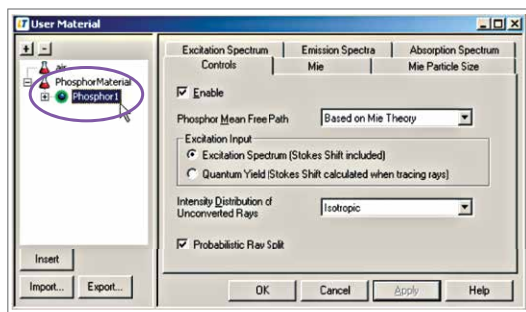 User Material
+ -
air
PhosphorMaterial
Phosphor1
Insert
Import... Export...
Excitation Spectrum Emission Spectra Absorption Spectrum
Controls Mie Mie Particle Size
Enable
Phosphor Mean Free Path Based on Mie Theory
Excitation Input
Excitation Spectrum (Stokes Shift included)
Quantum Yield (Stokes Shift calculated when tracing rays)
Intensity Distribution of
Unconverted Rays Isotropic
Probabilistic Ray Split
OK Cancel Apply Help